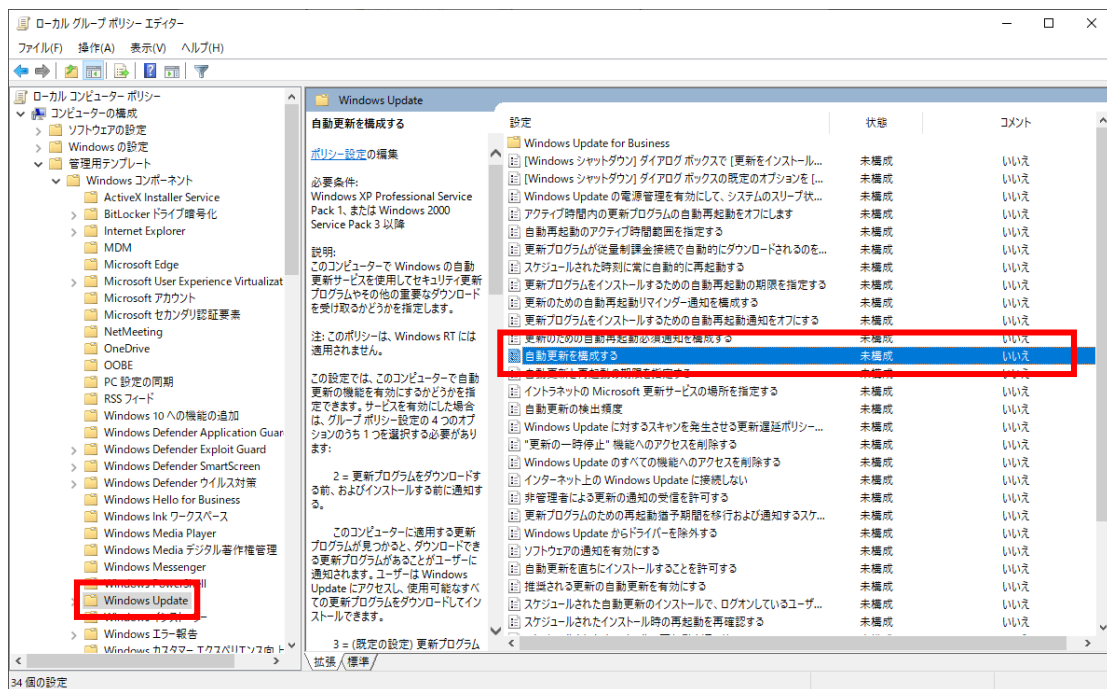 ローカル グループ ポリシー エディター
ファイル(F) 操作(A) 表示(V) ヘルプ(H)
ローカル コンピューター ポリシー
コンピューターの構成
ソフトウェアの設定
Windows の設定
管理用テンプレート
Windows コンポーネント
ActiveX Installer Service
BitLocker ドライブ暗号化
Internet Explorer
MDM
Microsoft Edge
Microsoft User Experience Virtualizat
Microsoft アカウント
Microsoft セカンダリ認証要素
NetMeeting
OneDrive
OOBE
PC 設定の同期
RSS フィード
Windows 10 への機能の追加
Windows Defender Application Guar
Windows Defender Exploit Guard
Windows Defender SmartScreen
Windows Defender ウイルス対策
Windows Hello for Business
Windows Ink ワークスペース
Windows Media Player
Windows Media デジタル著作権管理
Windows Messenger
Windows PowerShell
Windows Update
Windows インストーラー
Windows エラー報告
Windows カスタマー エクスペリエンス向上
Windows Update
自動更新を構成する
ポリシー設定の編集
必要条件:
Windows XP Professional Service
Pack 1、または Windows 2000
Service Pack 3 以降
説明:
このコンピューターで Windows の自動
更新サービスを使用してセキュリティ更新
プログラムやその他の重要なダウンロード
を受け取るかどうかを指定します。
注: このポリシーは、Windows RT には
適用されません。
この設定では、このコンピューターで自動
更新の機能を有効にするかどうかを指
定できます。サービスを有効にした場合
は、グループ ポリシー設定の 4 つのオプ
ションのうち 1 つを選択する必要があり
ます:
2 = 更新プログラムをダウンロードす
る前、およびインストールする前に通知す
る。
このコンピューターに適用する更新
プログラムが見つかると、ダウンロードでき
る更新プログラムがあることがユーザーに
通知されます。ユーザーは Windows
Update にアクセスし、使用可能なすべ
ての更新プログラムをダウンロードしてイン
ストールできます。
3 = (既定の設定) 更新プログラム
設定 状態 コメント
Windows Update for Business
[Windows シャットダウン] ダイアログ ボックスで [更新をインストール... 未構成 いいえ
[Windows シャットダウン] ダイアログ ボックスの既定のオプションを [... 未構成 いいえ
Windows Update の電源管理を有効にして、システムのスリープ状... 未構成 いいえ
アクティブ時間内の更新プログラムの自動再起動をオフにします 未構成 いいえ
自動再起動のアクティブ時間範囲を指定する 未構成 いいえ
更新プログラムが従量制課金接続で自動的にダウンロードされるのを... 未構成 いいえ
スケジュールされた時刻に常に自動的に再起動する 未構成 いいえ
更新プログラムをインストールするための自動再起動の期限を指定する 未構成 いいえ
更新のための自動再起動リマインダー通知を構成する 未構成 いいえ
更新プログラムをインストールするための自動再起動通知をオフにする 未構成 いいえ
更新のための自動再起動必須通知を構成する 未構成 いいえ
自動更新を構成する 未構成 いいえ
自動更新と再起動の期限を指定する
イントラネットの Microsoft 更新サービスの場所を指定する 未構成 いいえ
自動更新の検出頻度 未構成 いいえ
Windows Update に対するスキャンを発生させる更新遅延ポリシー... 未構成 いいえ
"更新の一時停止" 機能へのアクセスを削除する 未構成 いいえ
Windows Update のすべての機能へのアクセスを削除する 未構成 いいえ
インターネット上の Windows Update に接続しない 未構成 いいえ
非管理者による更新の通知の受信を許可する 未構成 いいえ
更新プログラムのための再起動猶予期間を移行および通知するスケ... 未構成 いいえ
Windows Update からドライバーを除外する 未構成 いいえ
ソフトウェアの通知を有効にする 未構成 いいえ
自動更新を直ちにインストールすることを許可する 未構成 いいえ
推奨される更新の自動更新を有効にする 未構成 いいえ
スケジュールされた自動更新のインストールで、ログオンしているユーザ... 未構成 いいえ
スケジュールされたインストール時の再起動を再確認する 未構成 いいえ
拡張 標準
34 個の設定